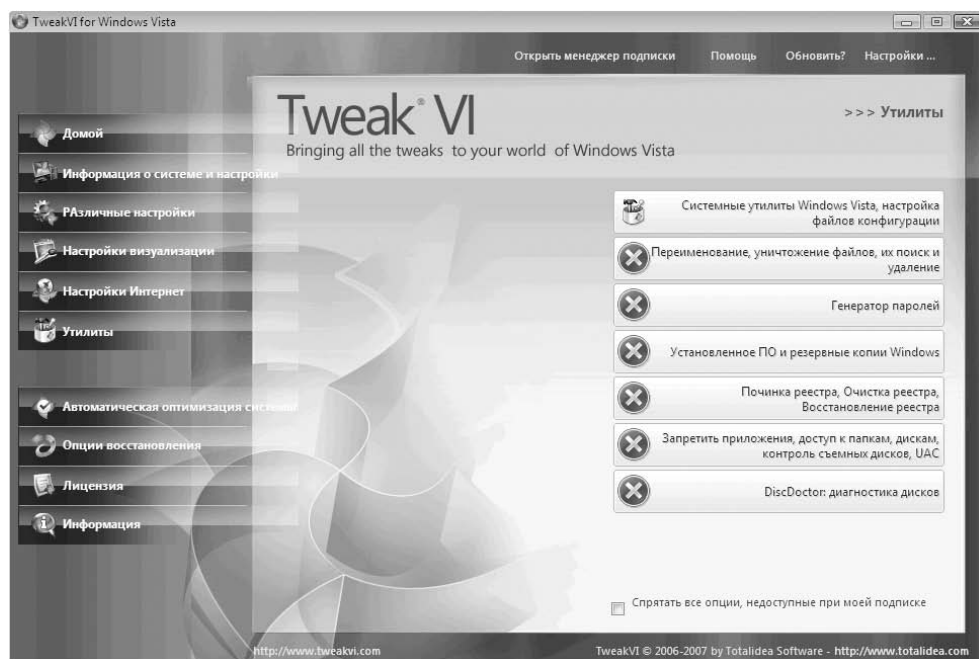 TweakVI for Windows Vista
Открыть менеджер подписки Помощь Обновить? Настройки ...
Tweak® VI
Bringing all the tweaks to your world of Windows Vista
>>> Утилиты
Домой
Информация о системе и настройки
РАзличные настройки
Настройки визуализации
Настройки Интернет
Утилиты
Автоматическая оптимизация системы
Опции восстановления
Лицензия
Информация
Системные утилиты Windows Vista, настройка
файлов конфигурации
Переименование, уничтожение файлов, их поиск и
удаление
Генератор паролей
Установленное ПО и резервные копии Windows
Починка реестра, Очистка реестра,
Восстановление реестра
Запретить приложения, доступ к папкам, дискам,
контроль съемных дисков, UAC
DiscDoctor: диагностика дисков
Спрятать все опции, недоступные при моей подписке
http://www.tweakvi.com
TweakVI © 2006-2007 by Totalidea Software - http://www.totalidea.com